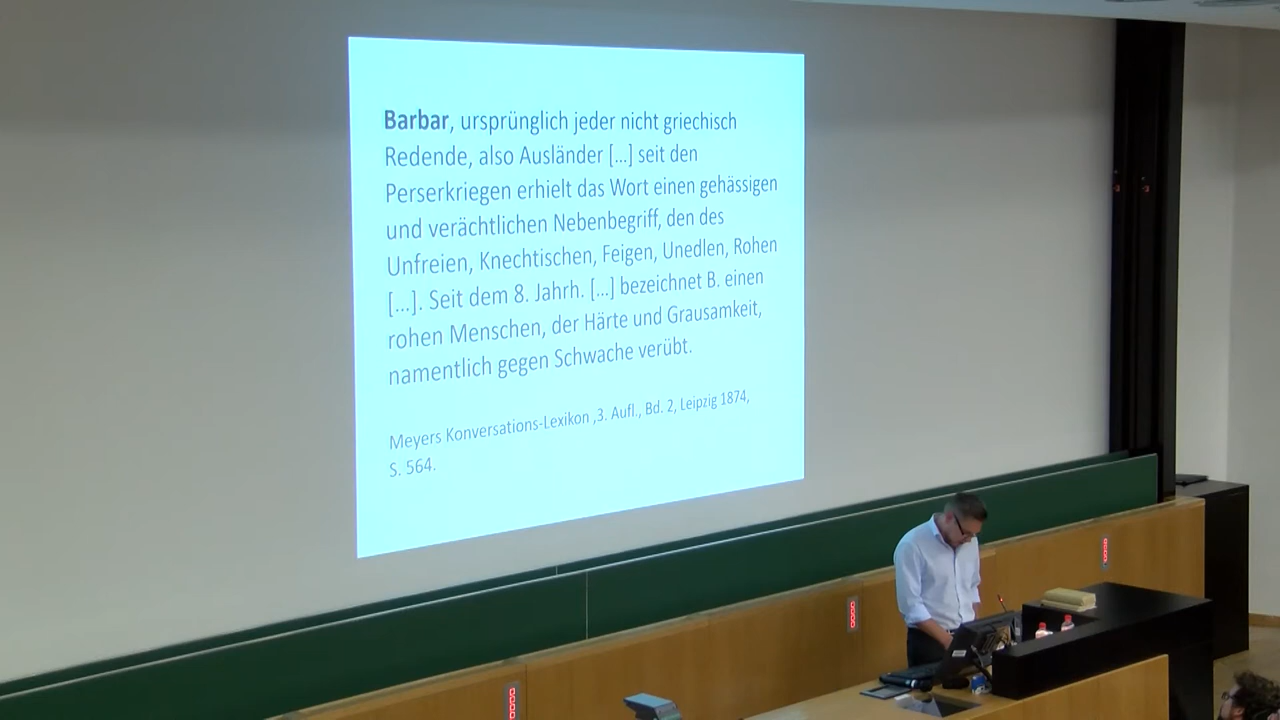 Barbar, ursprünglich jeder nicht griechisch
Redende, also Ausländer [...] seit den
Perserkriegen erhielt das Wort einen gehässigen
und verächtlichen Nebenbegriff, den des
Unfreien, Knechtischen, Feigen, Unedlen, Rohen
[...]. Seit dem 8. Jahrh. [...] bezeichnet B. einen
rohen Menschen, der Härte und Grausamkeit,
namentlich gegen Schwache verübt.
Meyers Konversations-Lexikon ,3. Aufl., Bd. 2, Leipzig 1874,
S. 564.